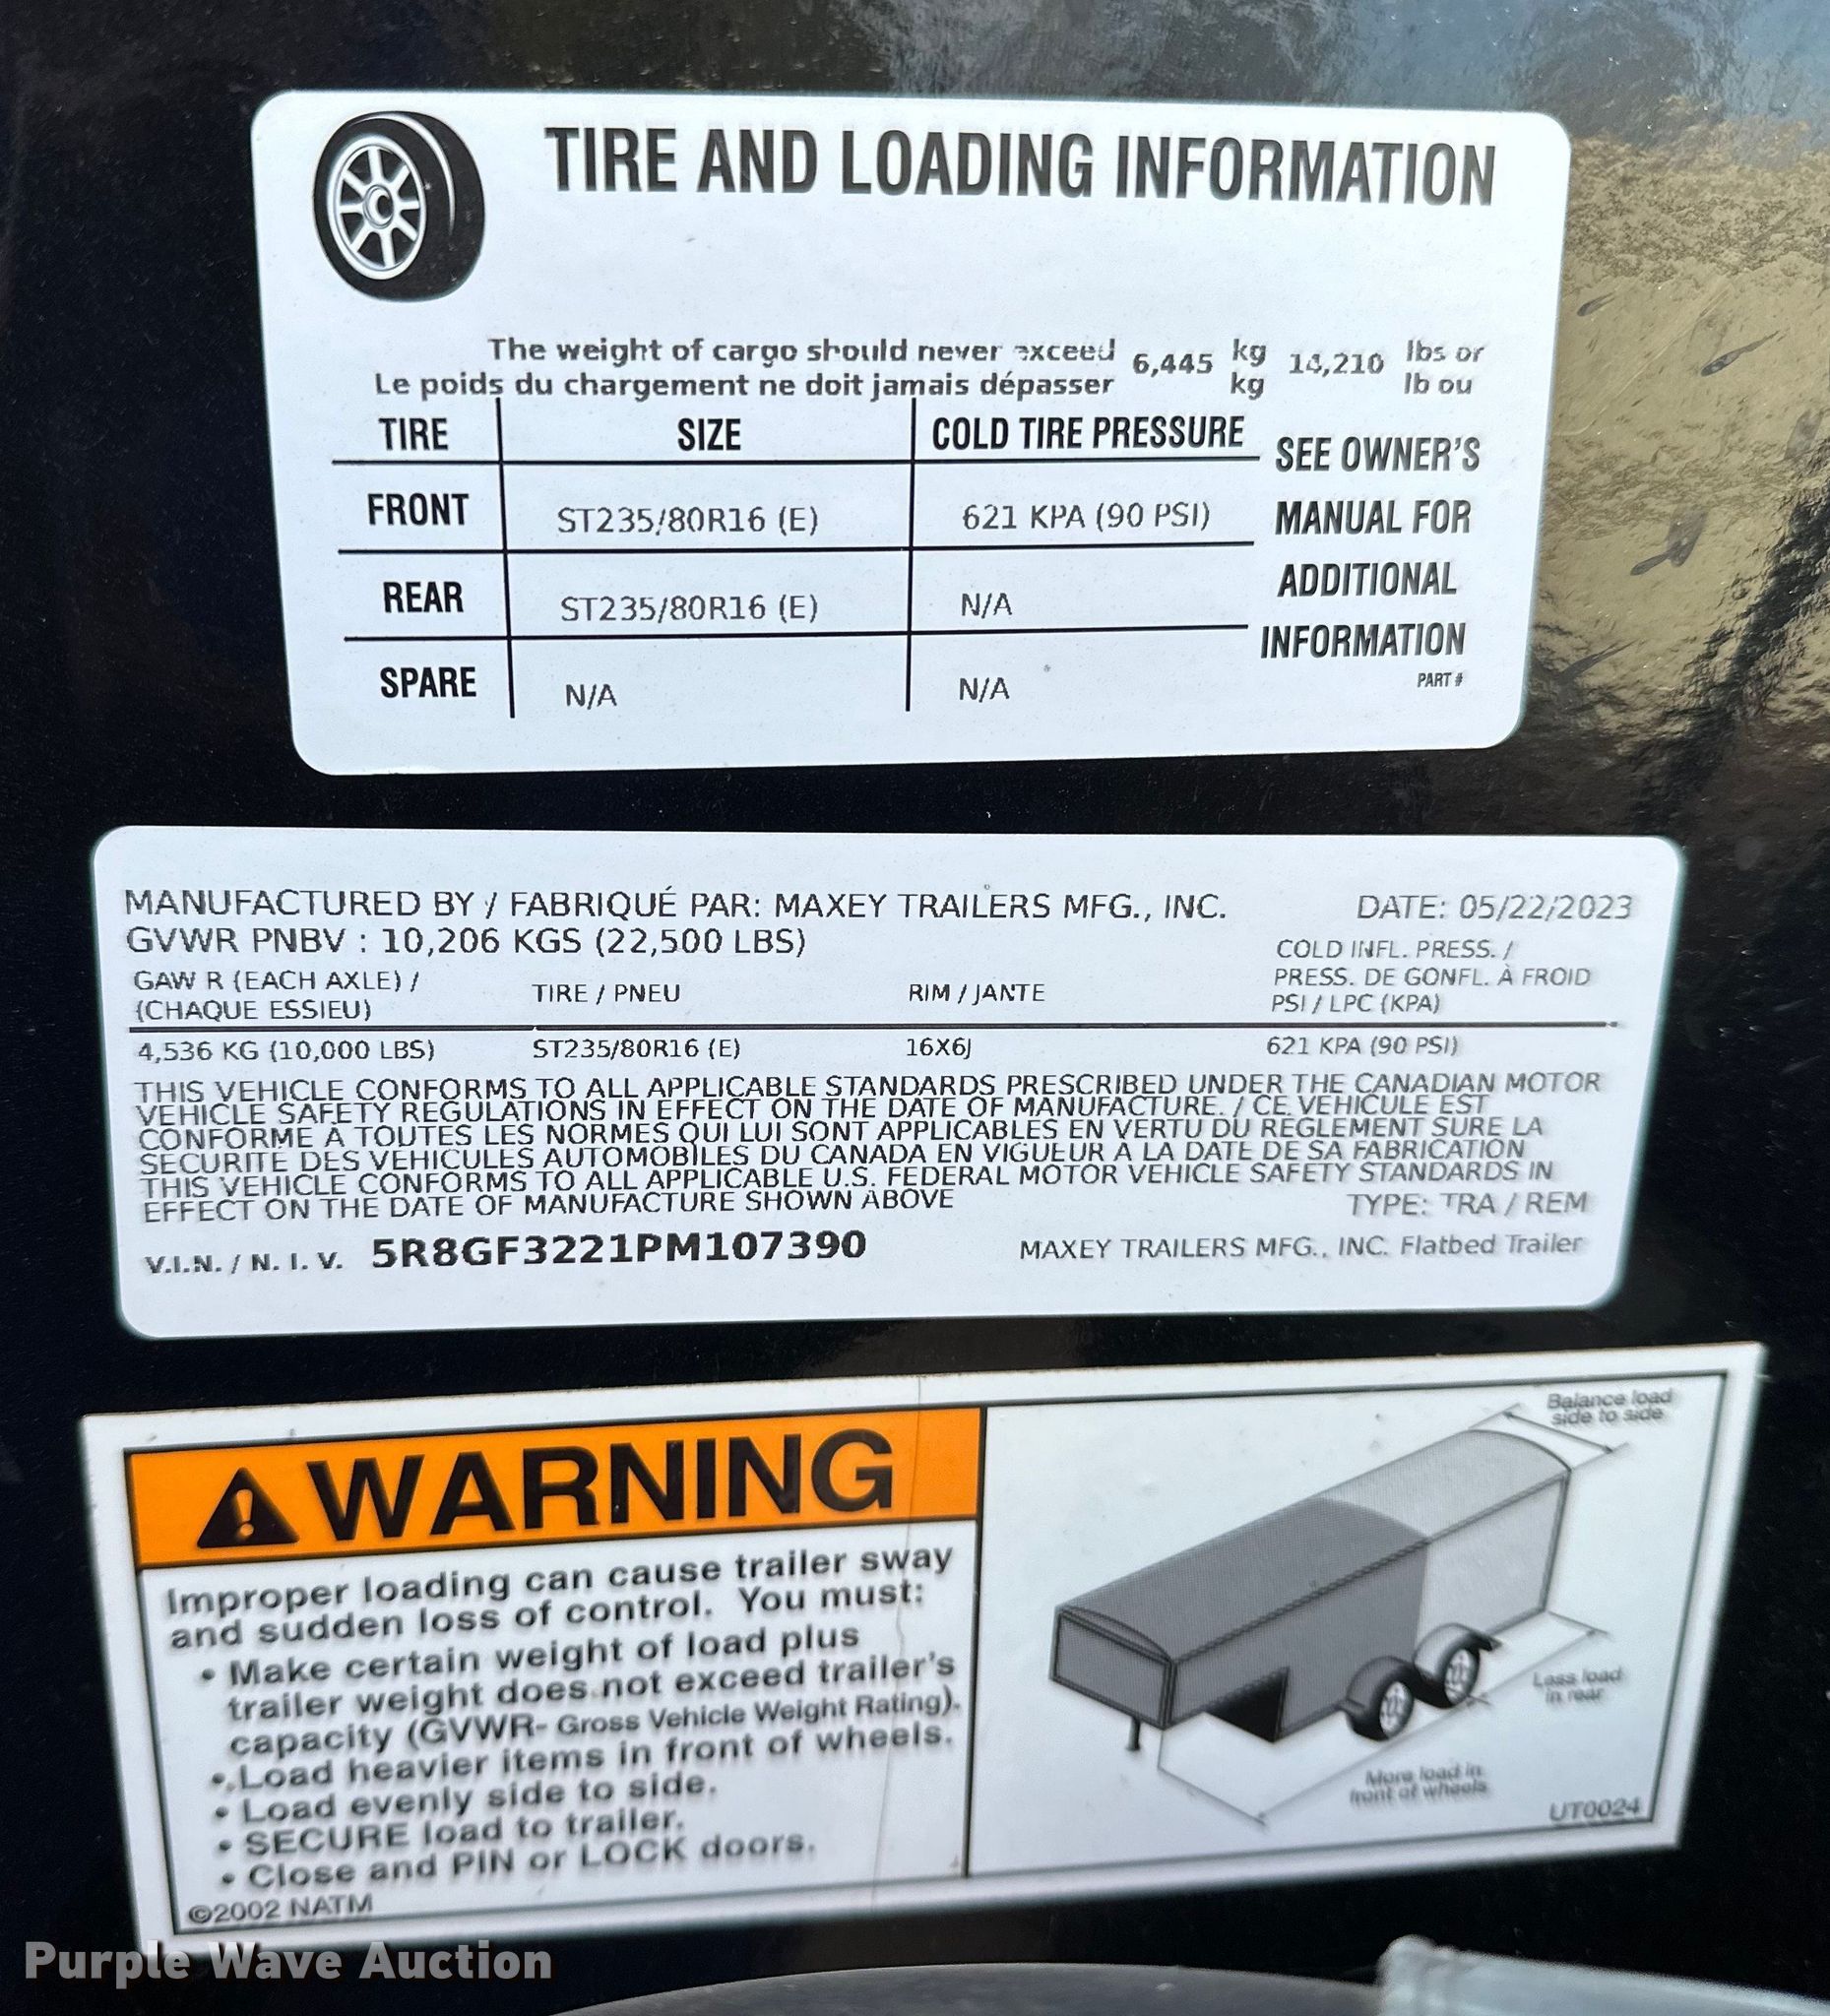 TIRE AND LOADING INFORMATION
The weight of cargo should never exceed 6,445 kg 14,210 lbs or
Le poids du chargement ne doit jamais dépasser kg lb ou
TIRE SIZE COLD TIRE PRESSURE
FRONT ST235/80R16 (E) 621 KPA (90 PSI)
REAR ST235/80R16 (E) N/A
SPARE N/A N/A
SEE OWNER'S
MANUAL FOR
ADDITIONAL
INFORMATION
PART #
MANUFACTURED BY / FABRIQUÉ PAR: MAXEY TRAILERS MFG., INC. DATE: 05/22/2023
GVWR PNBV : 10,206 KGS (22,500 LBS)
GAW R (EACH AXLE) /
(CHAQUE ESSIEU)
TIRE / PNEU
RIM / JANTE
COLD INFL. PRESS. /
PRESS. DE GONFL. À FROID
PSI / LPC (KPA)
4,536 KG (10,000 LBS) ST235/80R16 (E) 16X6J 621 KPA (90 PSI)
THIS VEHICLE CONFORMS TO ALL APPLICABLE STANDARDS PRESCRIBED UNDER THE CANADIAN MOTOR
VEHICLE SAFETY REGULATIONS IN EFFECT ON THE DATE OF MANUFACTURE. / CE VEHICULE EST
CONFORME À TOUTES LES NORMES QUI LUI SONT APPLICABLES EN VERTU DU REGLEMENT SURE LA
SECURITE DES VEHICULES AUTOMOBILES DU CANADA EN VIGUEUR A LA DATE DE SA FABRICATION
THIS VEHICLE CONFORMS TO ALL APPLICABLE U.S. FEDERAL MOTOR VEHICLE SAFETY STANDARDS IN
EFFECT ON THE DATE OF MANUFACTURE SHOWN ABOVE TYPE: TRA / REM
V.I.N. / N. I. V. 5R8GF3221PM107390 MAXEY TRAILERS MFG., INC. Flatbed Trailer
WARNING
Improper loading can cause trailer sway
and sudden loss of control. You must:
• Make certain weight of load plus
trailer weight does not exceed trailer's
capacity (GVWR- Gross Vehicle Weight Rating).
• Load heavier items in front of wheels.
• Load evenly side to side.
• SECURE load to trailer.
• Close and PIN or LOCK doors.
©2002 NATM
Balance load
side to side
Less load
in rear
More load in
front of wheels
UT0024
Purple Wave Auction